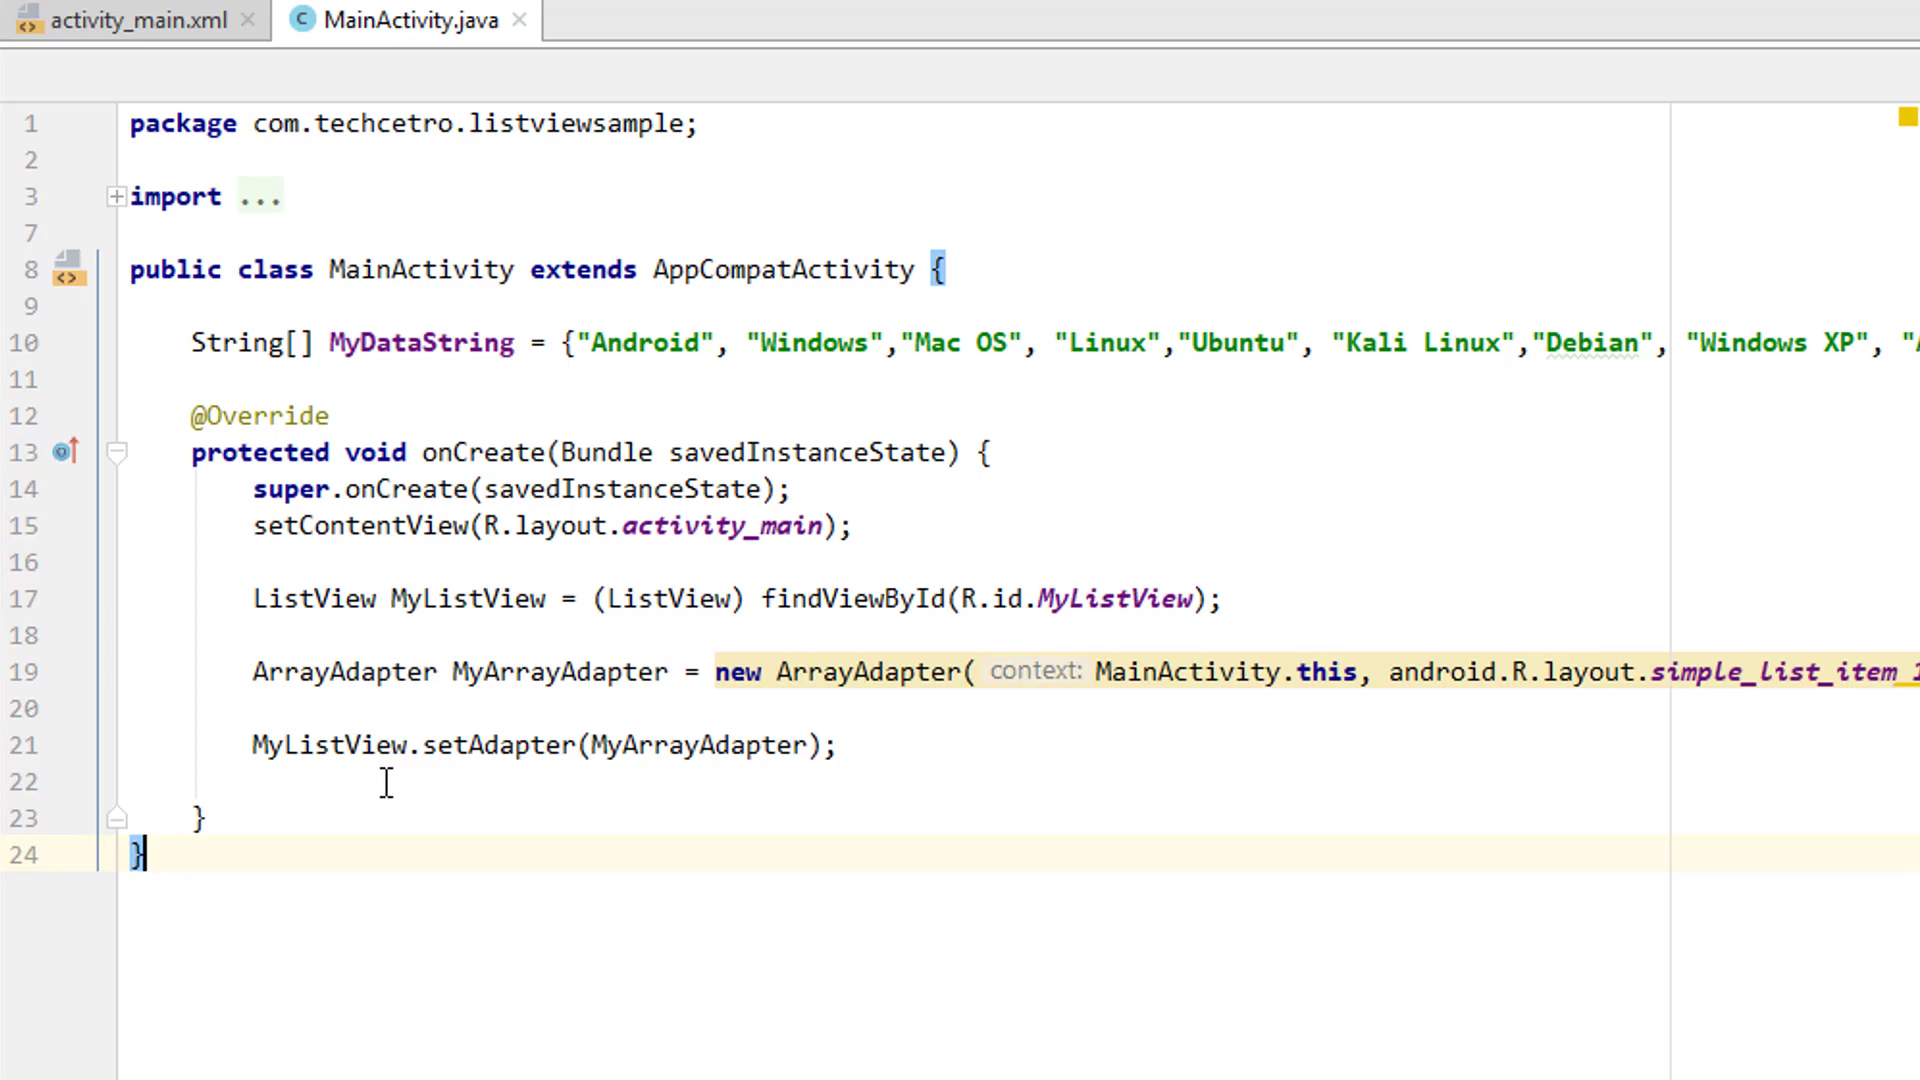 activity_main.xml MainActivity.java
1 package com.techcetro.listviewsample;
2
3 import ...
7
8 public class MainActivity extends AppCompatActivity {
9
10 String[] MyDataString = {"Android", "Windows","Mac OS", "Linux","Ubuntu", "Kali Linux","Debian", "Windows XP", "
11
12 @Override
13 protected void onCreate(Bundle savedInstanceState) {
14 super.onCreate(savedInstanceState);
15 setContentView(R.layout.activity_main);
16
17 ListView MyListView = (ListView) findViewById(R.id.MyListView);
18
19 ArrayAdapter MyArrayAdapter = new ArrayAdapter( context: MainActivity.this, android.R.layout.simple_list_item_1
20
21 MyListView.setAdapter(MyArrayAdapter);
22
23 }
24 }